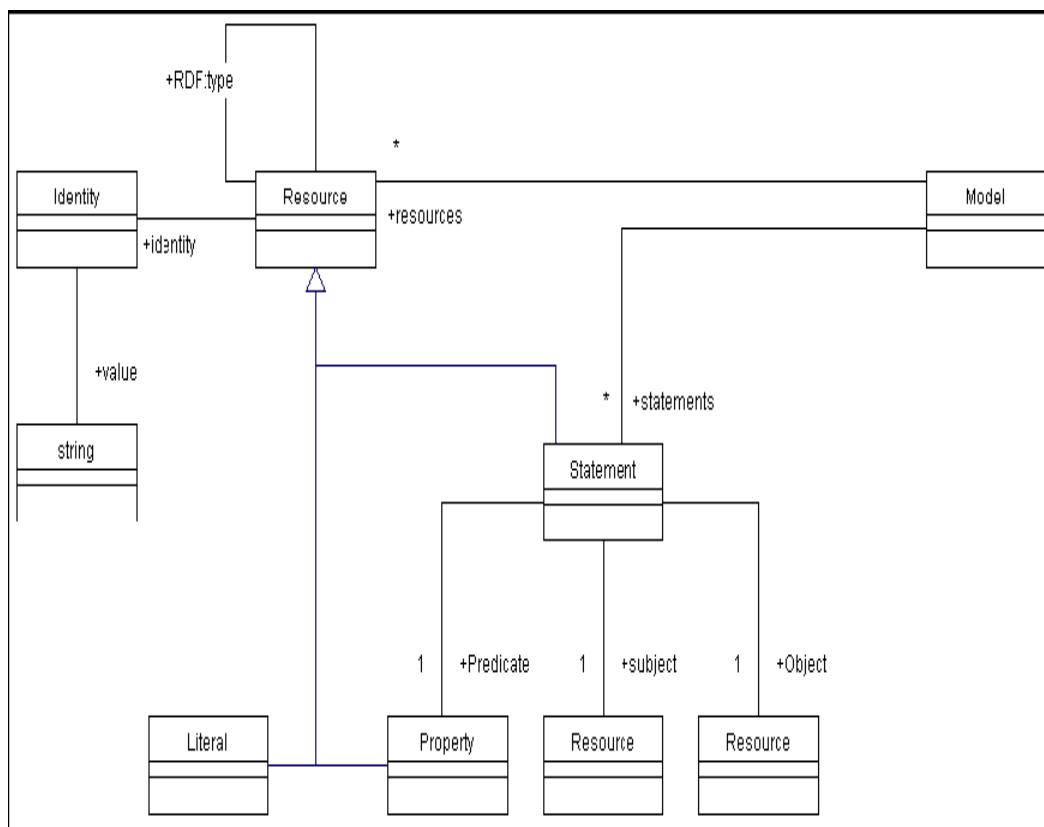 +RDF:type
*
Identity
Resource
Model
+resources
+identity
+value
*
+statements
string
Statement
1
+Predicate
1
+subject
1
+Object
Literal
Property
Resource
Resource